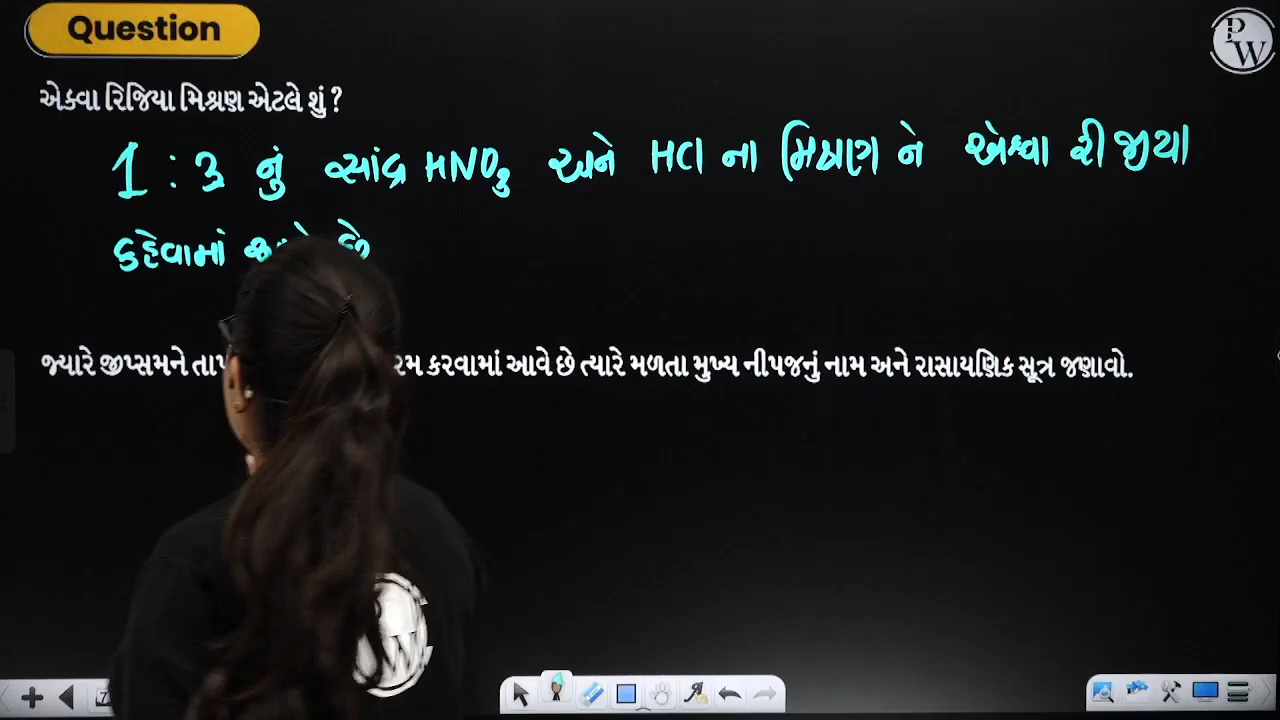 Question
PW
એક્વા રિજિયા મિશ્રણ એટલે શું ?
1 : 3 નું સાંદ્ર HNO3 અને HCl ના મિશ્રણ ને એક્વા રીજીયા
કહેવામાં છે
જ્યારે જીપ્સમને કરવામાં આવે છે ત્યારે મળતા મુખ્ય નીપજનું નામ અને રાસાયણિક સૂત્ર જણાવો.
PW